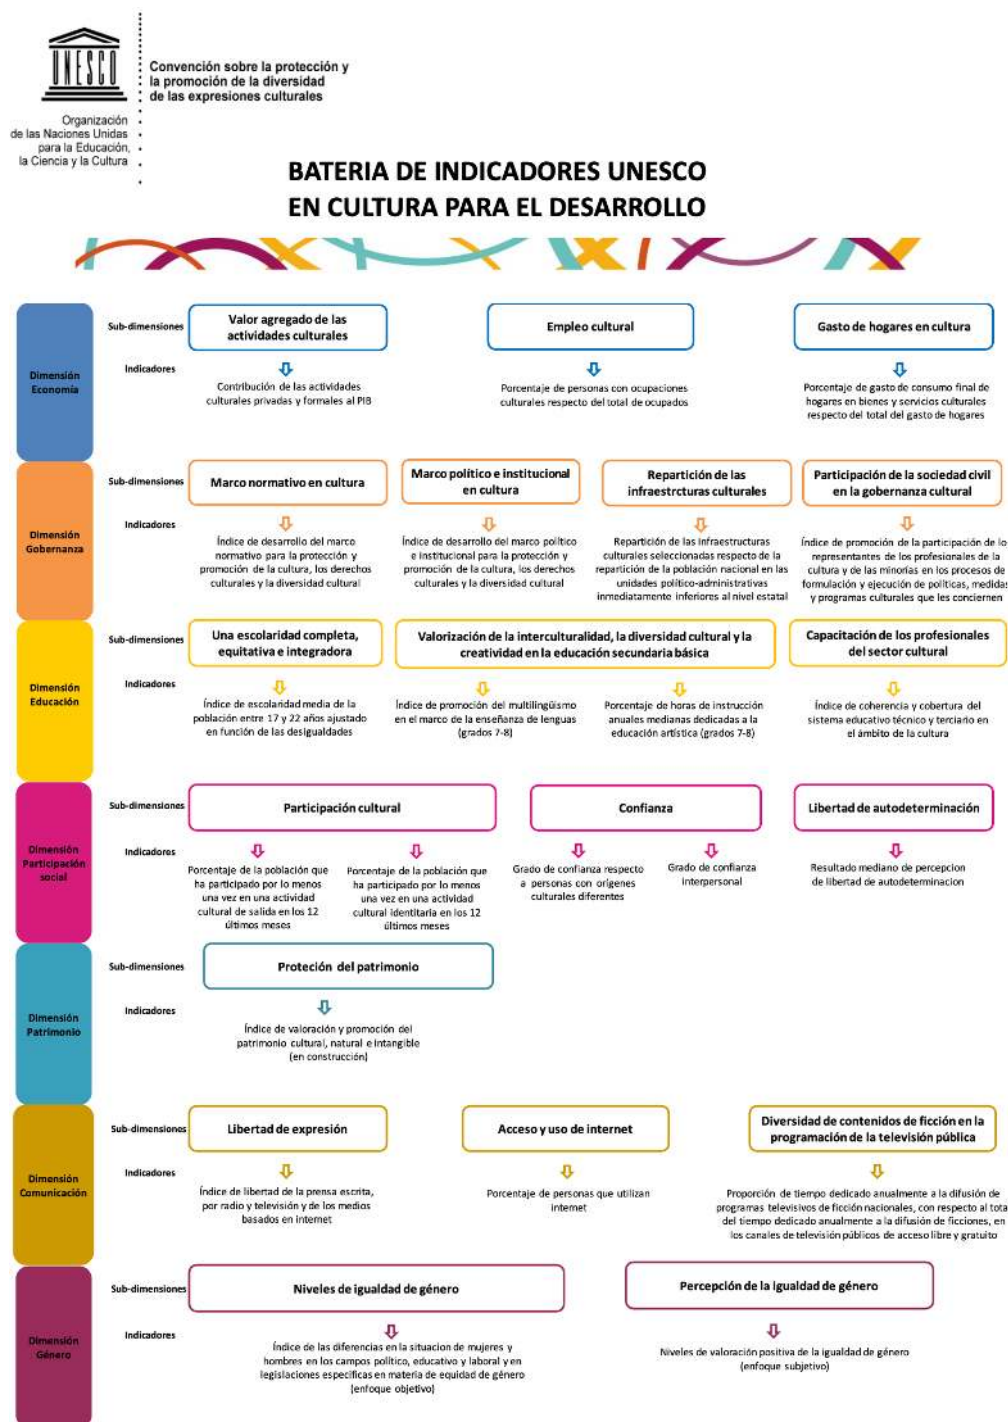 UNESCO
Organización
de las Naciones Unidas
para la Educación,
la Ciencia y la Cultura
Convención sobre la protección y
la promoción de la diversidad
de las expresiones culturales
BATERIA DE INDICADORES UNESCO
EN CULTURA PARA EL DESARROLLO
Dimensión
Economía
Sub-dimensiones
Valor agregado de las
actividades culturales
Empleo cultural
Gasto de hogares en cultura
Indicadores
Contribución de las actividades
culturales privadas y formales al PIB
Porcentaje de personas con ocupaciones
culturales respecto del total de ocupados
Porcentaje de gasto de consumo final de
hogares en bienes y servicios culturales
respecto del total del gasto de hogares
Dimensión
Gobernanza
Sub-dimensiones
Marco normativo en cultura
Marco político e institucional
en cultura
Repartición de las
infraestrcturas culturales
Participación de la sociedad civil
en la gobernanza cultural
Indicadores
Índice de desarrollo del marco
normativo para la protección y
promoción de la cultura, los derechos
culturales y la diversidad cultural
Índice de desarrollo del marco político
e institucional para la protección y
promoción de la cultura, los derechos
culturales y la diversidad cultural
Repartición de las infraestructuras
culturales seleccionadas respecto de la
repartición de la población nacional en las
unidades político-administrativas
inmediatamente inferiores al nivel estatal
Índice de promoción de la participación de lo
representantes de los profesionales de la
cultura y de las minorías en los procesos de
formulación y ejecución de políticas, medidas
y programas culturales que les conciernen
Dimensión
Educación
Sub-dimensiones
Una escolaridad completa,
equitativa e integradora
Valorización de la interculturalidad, la diversidad cultural y la
creatividad en la educación secundaria básica
Capacitación de los profesionales
del sector cultural
Indicadores
Índice de escolaridad media de la
población entre 17 y 22 años ajustado
en función de las desigualdades
Índice de promoción del multilingüismo
en el marco de la enseñanza de lenguas
(grados 7-8)
Porcentaje de horas de instrucción
anuales medianas dedicadas a la
educación artística (grados 7-8)
Índice de coherencia y cobertura del
sistema educativo técnico y terciario en
el ámbito de la cultura
Dimensión
Participación
social
Sub-dimensiones
Participación cultural
Confianza
Libertad de autodeterminación
Indicadores
Porcentaje de la población que
ha participado por lo menos
una vez en una actividad
cultural de salida en los 12
últimos meses
Porcentaje de la población que
ha participado por lo menos
una vez en una actividad
cultural identitaria en los 12
últimos meses
Grado de confianza respecto
a personas con orígenes
culturales diferentes
Grado de confianza
interpersonal
Resultado mediano de percepcion
de libertad de autodeterminacion
Dimensión
Patrimonio
Sub-dimensiones
Proteción del patrimonio
Indicadores
Índice de valoración y promoción del
patrimonio cultural, natural e intangible
(en construcción)
Dimensión
Comunicación
Sub-dimensiones
Libertad de expresión
Acceso y uso de internet
Diversidad de contenidos de ficción en la
programación de la televisión pública
Indicadores
Índice de libertad de la prensa escrita,
por radio y televisión y de los medios
basados en internet
Porcentaje de personas que utilizan
internet
Proporción de tiempo dedicado anualmente a la difusión de
programas televisivos de ficción nacionales, con respecto al tota
del tiempo dedicado anualmente a la difusión de ficciones, en
los canales de televisión públicos de acceso libre y gratuito
Dimensión
Género
Sub-dimensiones
Niveles de igualdad de género
Percepción de la igualdad de género
Indicadores
Índice de las diferencias en la situacion de mujeres y
hombres en los campos político, educativo y laboral y en
legislaciones especificas en materia de equidad de género
(enfoque objetivo)
Niveles de valoración positiva de la igualdad de género
(enfoque subjetivo)